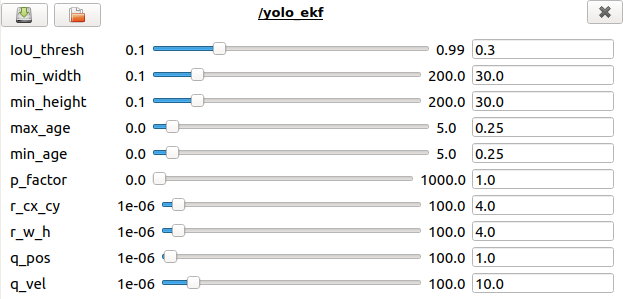 /yolo_ekf
IoU_thresh 0.1 0.99 0.3
min_width 0.1 200.0 30.0
min_height 0.1 200.0 30.0
max_age 0.0 5.0 0.25
min_age 0.0 5.0 0.25
p_factor 0.0 1000.0 1.0
r_cx_cy 1e-06 100.0 4.0
r_w_h 1e-06 100.0 4.0
q_pos 1e-06 100.0 1.0
q_vel 1e-06 100.0 10.0